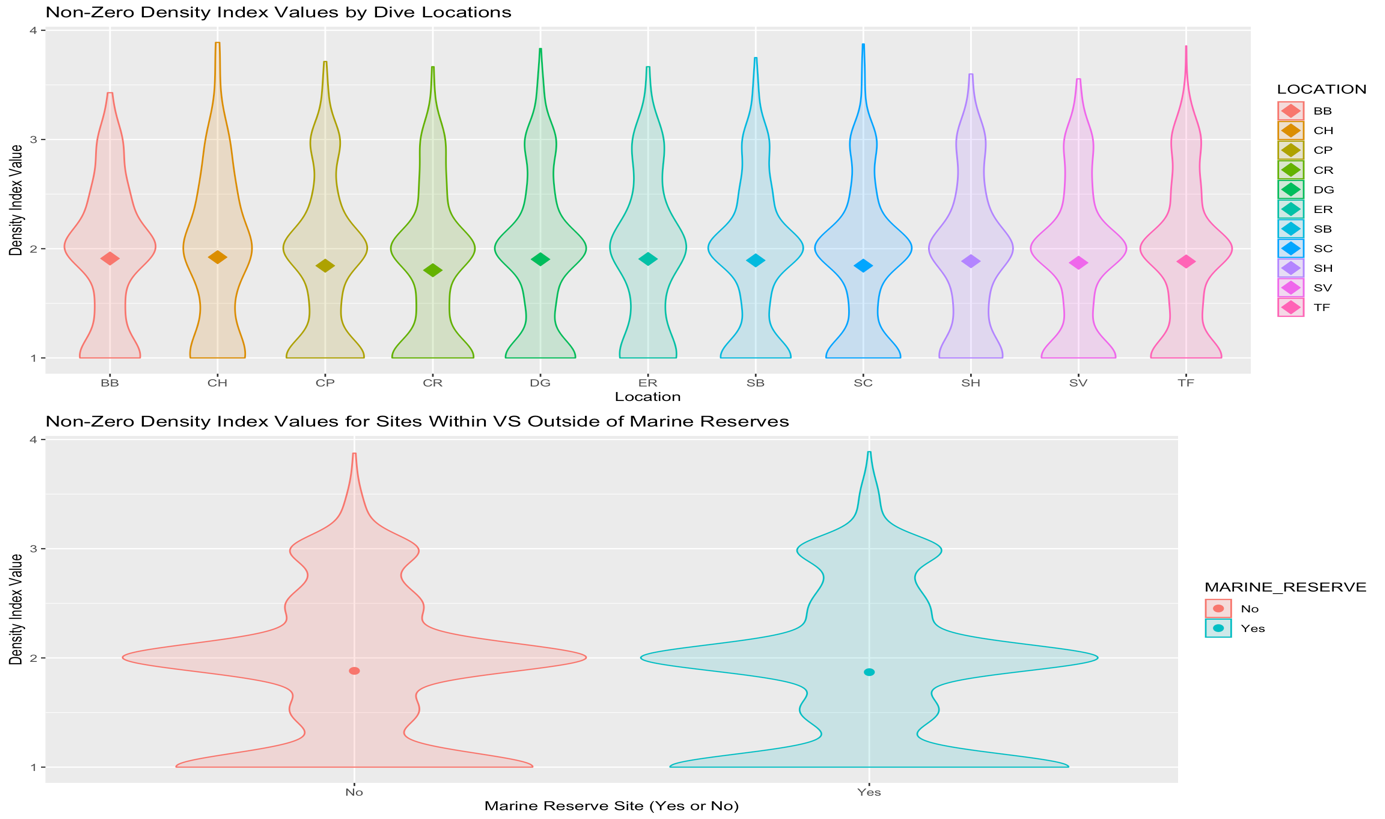 Non-Zero Density Index Values by Dive Locations
Density Index Value
4
3
2
1
BB CH CP CR DG ER SB SC SH SV TF
Location
LOCATION
BB
CH
CP
CR
DG
ER
SB
SC
SH
SV
TF
Non-Zero Density Index Values for Sites Within VS Outside of Marine Reserves
Density Index Value
4
3
2
1
No Yes
Marine Reserve Site (Yes or No)
MARINE_RESERVE
No
Yes